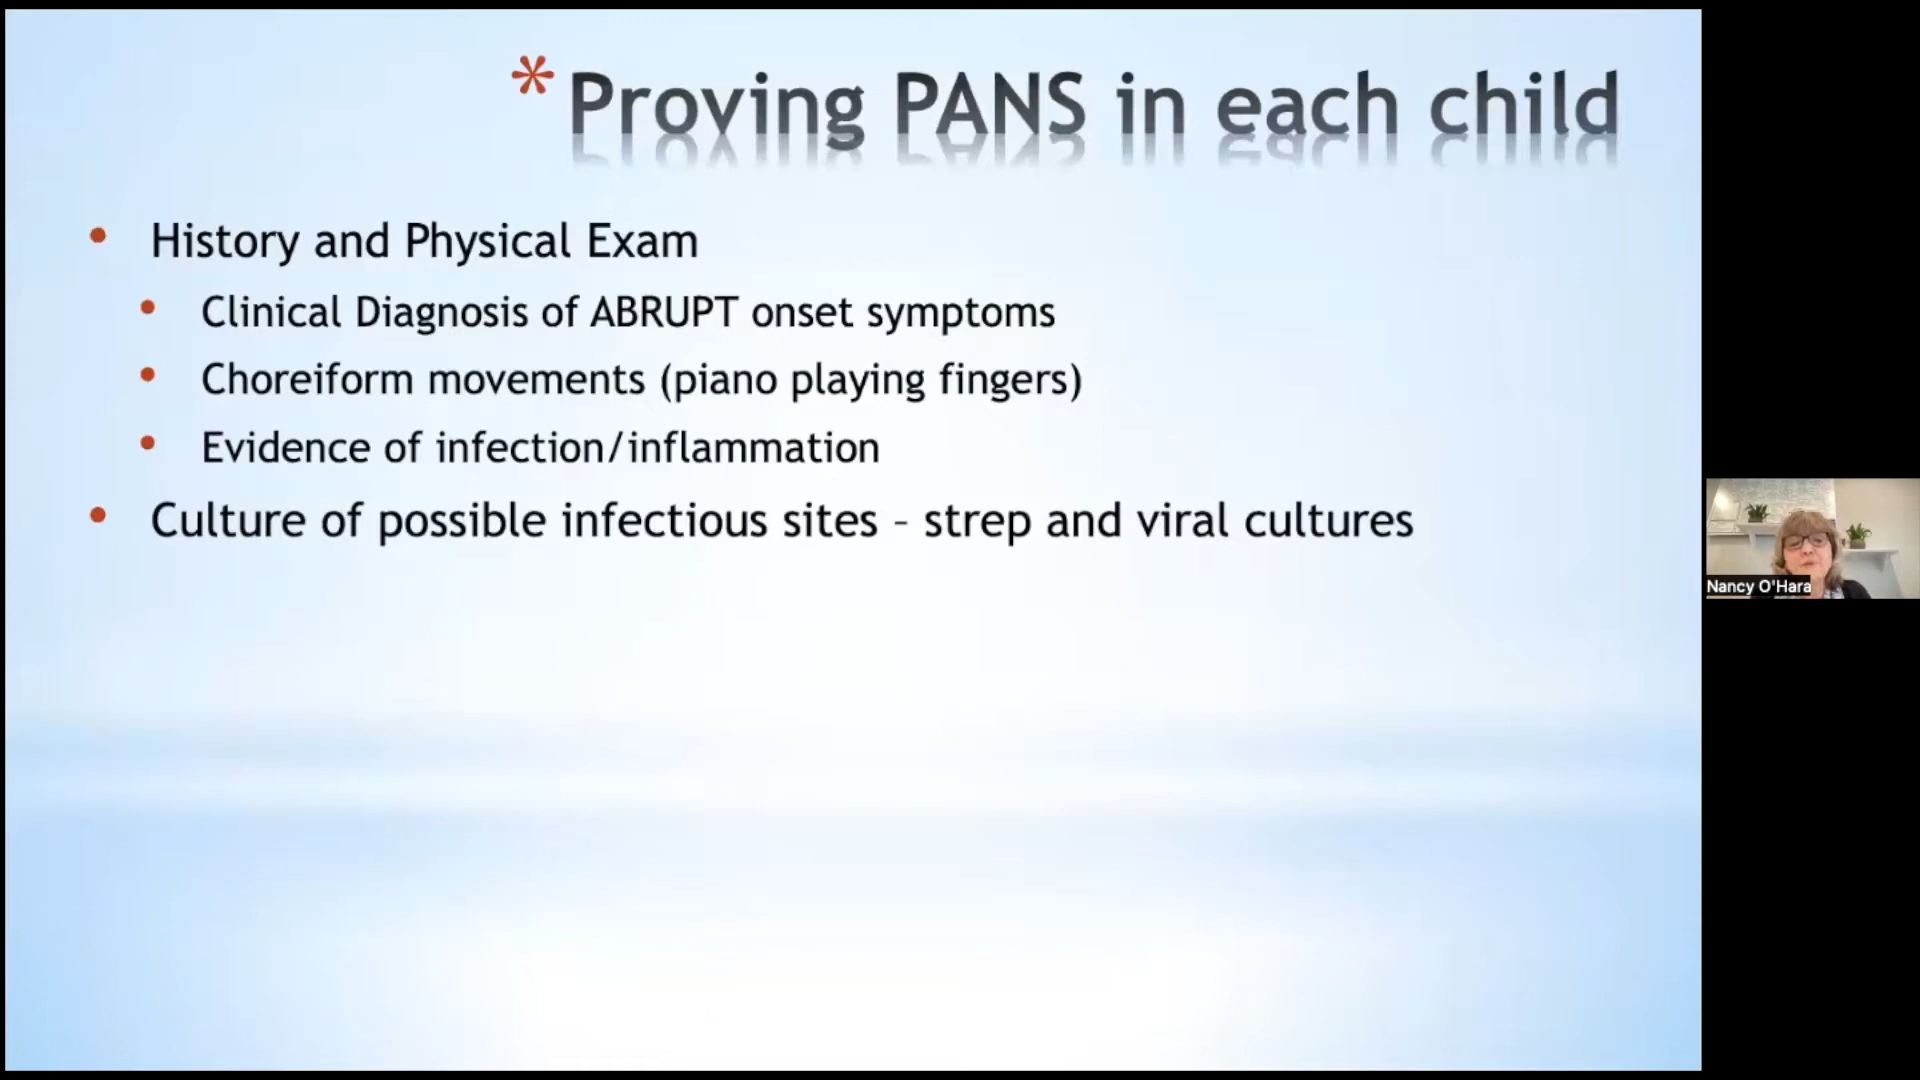 * Proving PANS in each child
• History and Physical Exam
• Clinical Diagnosis of ABRUPT onset symptoms
• Choreiform movements (piano playing fingers)
• Evidence of infection/inflammation
• Culture of possible infectious sites – strep and viral cultures
Nancy O'Hara